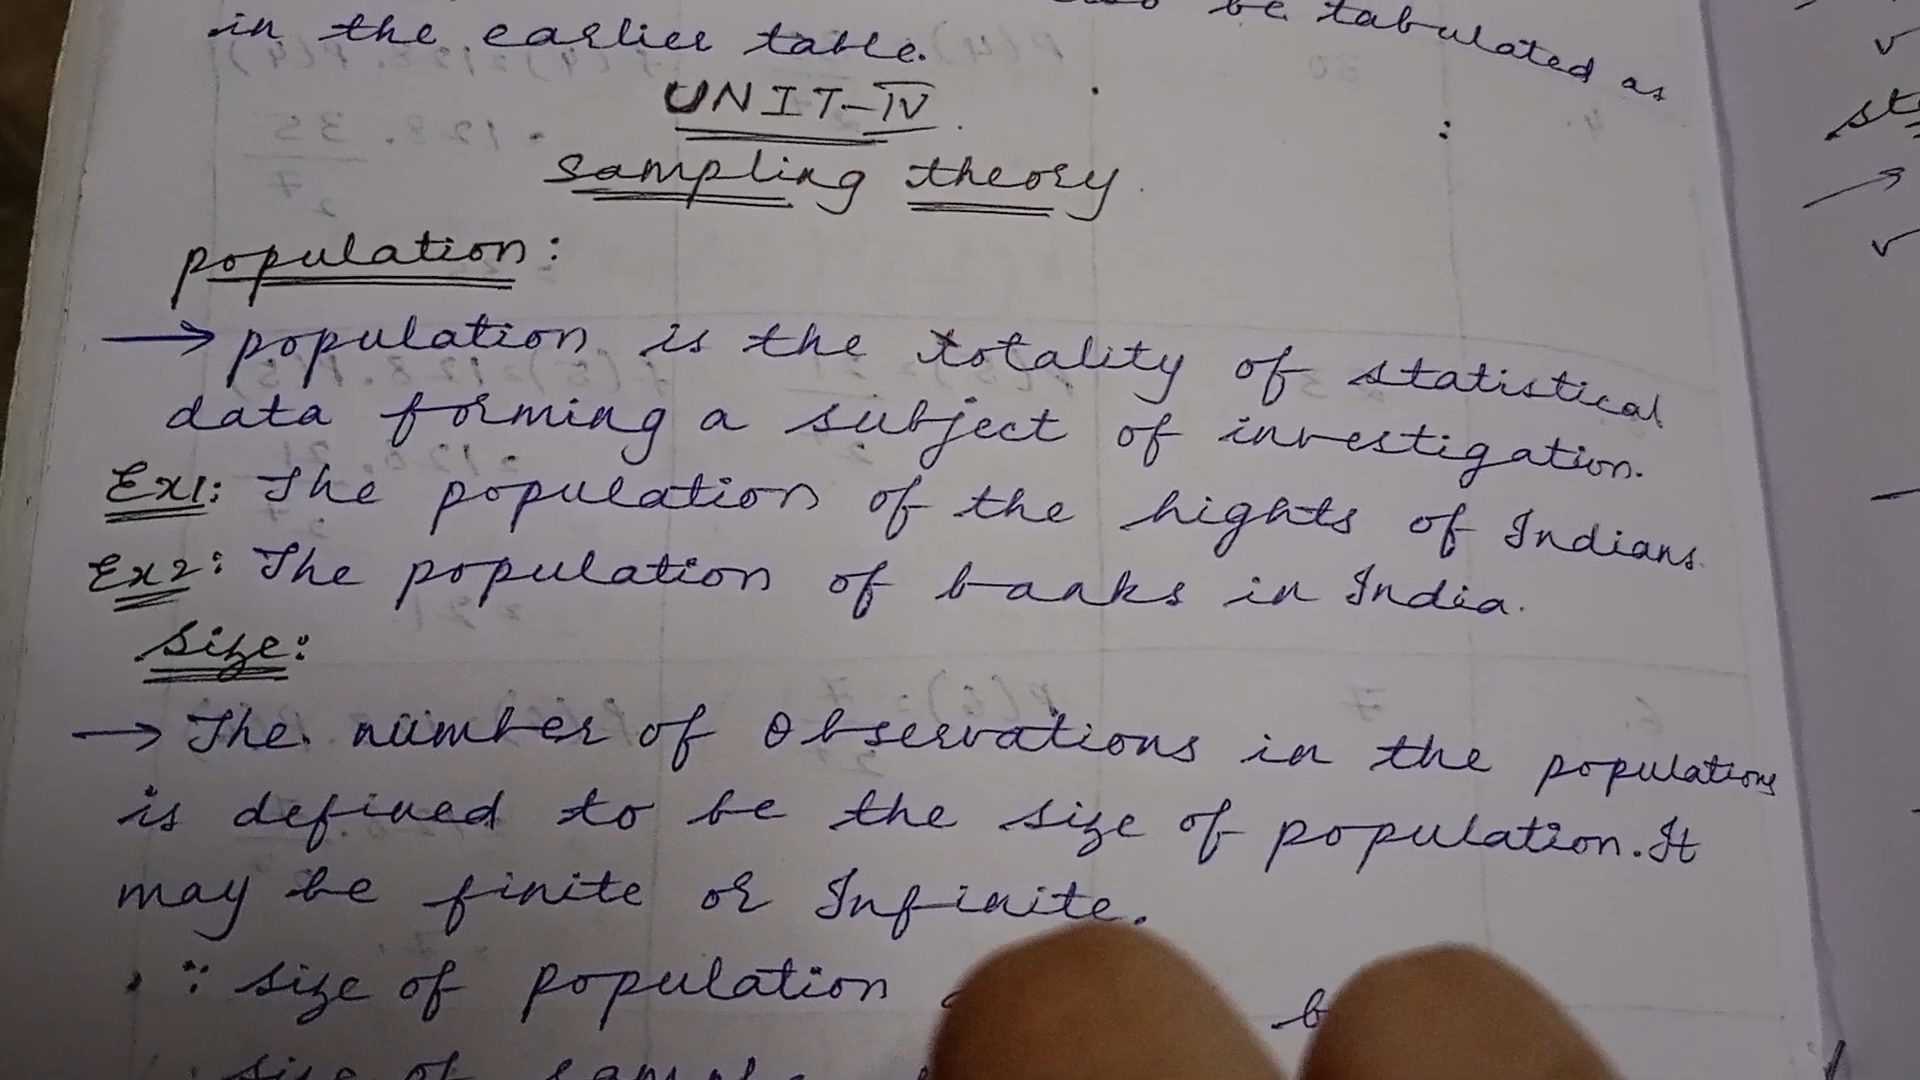 be tabulated as
in the earlier table.
UNIT-IV
sampling theory
population:
→ population is the totality of statistical
data forming a subject of investigation.
Ex1: The population of the hights of Indians.
Ex2: The population of banks in India.
Size:
→ The number of Observations in the population
is defined to be the size of population. It
may be finite or Infinite.
∵ size of population
size of